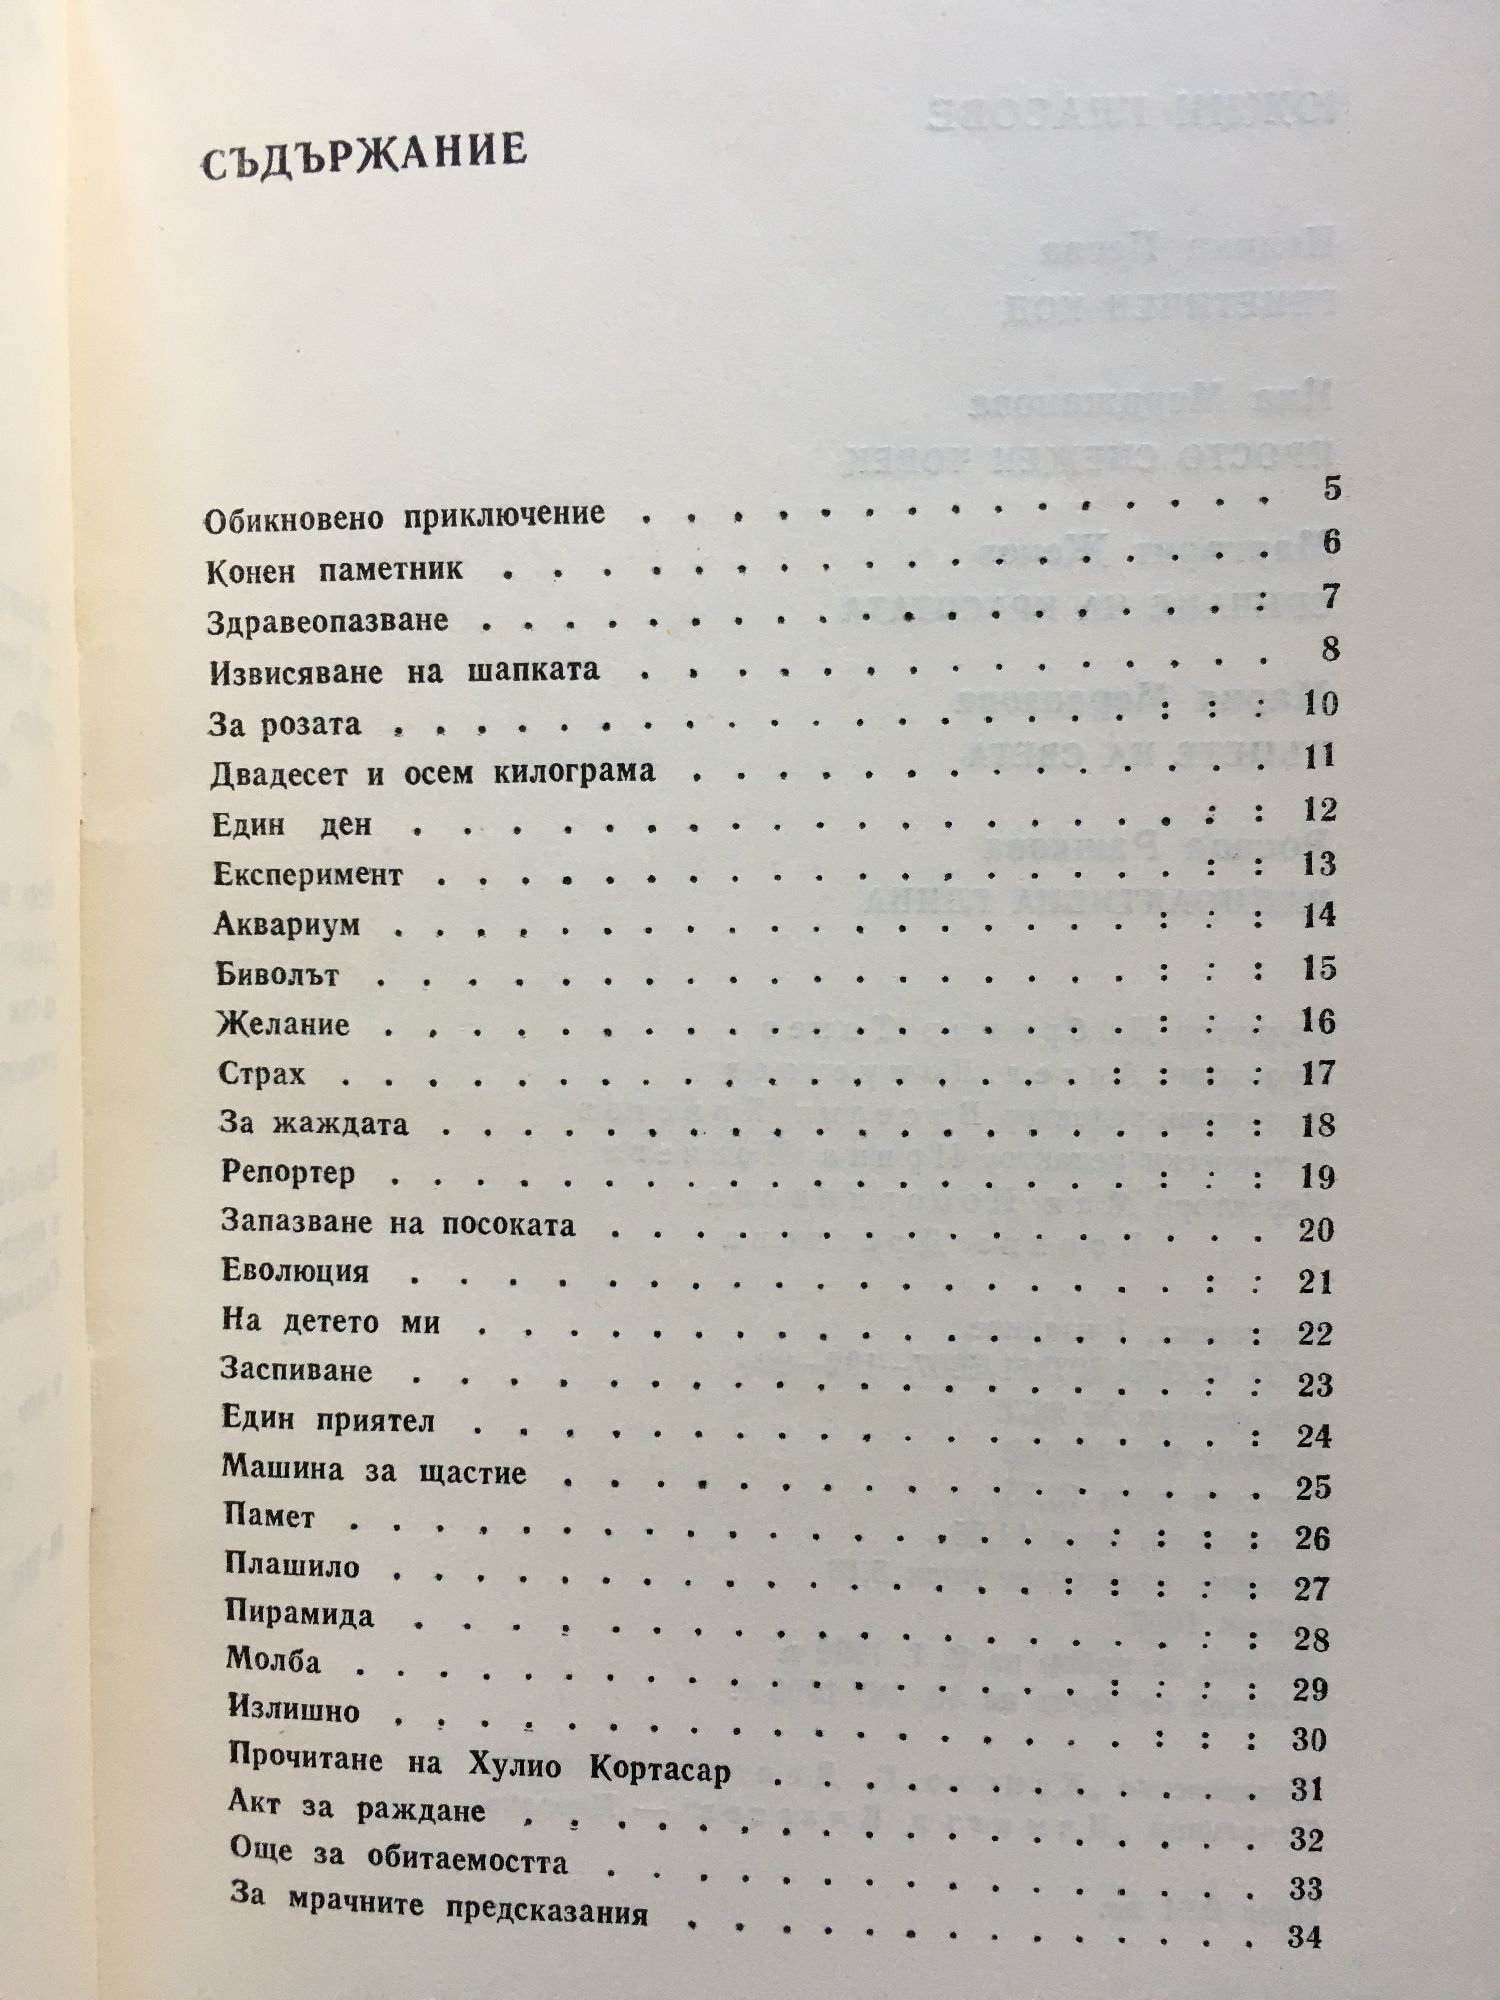 СЪДЪРЖАНИЕ
Обикновено приключение . . . . . . . . . . . . . . . 5
Конен паметник . . . . . . . . . . . . . . . . . . 6
Здравеопазване . . . . . . . . . . . . . . . . . . 7
Извисяване на шапката . . . . . . . . . . . . . . . 8
За розата . . . . . . . . . . . . . . . . . . . . 10
Двадесет и осем килограма . . . . . . . . . . . . . . 11
Един ден . . . . . . . . . . . . . . . . . . . . 12
Експеримент . . . . . . . . . . . . . . . . . . . 13
Аквариум . . . . . . . . . . . . . . . . . . . . 14
Биволът . . . . . . . . . . . . . . . . . . . . 15
Желание . . . . . . . . . . . . . . . . . . . . 16
Страх . . . . . . . . . . . . . . . . . . . . . 17
За жаждата . . . . . . . . . . . . . . . . . . . 18
Репортер . . . . . . . . . . . . . . . . . . . . 19
Запазване на посоката . . . . . . . . . . . . . . . 20
Еволюция . . . . . . . . . . . . . . . . . . . . 21
На детето ми . . . . . . . . . . . . . . . . . . 22
Заспиване . . . . . . . . . . . . . . . . . . . . 23
Един приятел . . . . . . . . . . . . . . . . . . 24
Машина за щастие . . . . . . . . . . . . . . . . 25
Памет . . . . . . . . . . . . . . . . . . . . . 26
Плашило . . . . . . . . . . . . . . . . . . . . 27
Пирамида . . . . . . . . . . . . . . . . . . . . 28
Молба . . . . . . . . . . . . . . . . . . . . . 29
Излишно . . . . . . . . . . . . . . . . . . . . 30
Прочитане на Хулио Кортасар . . . . . . . . . . . . 31
Акт за раждане . . . . . . . . . . . . . . . . . 32
Още за обитаемостта . . . . . . . . . . . . . . . 33
За мрачните предсказания . . . . . . . . . . . . . 34